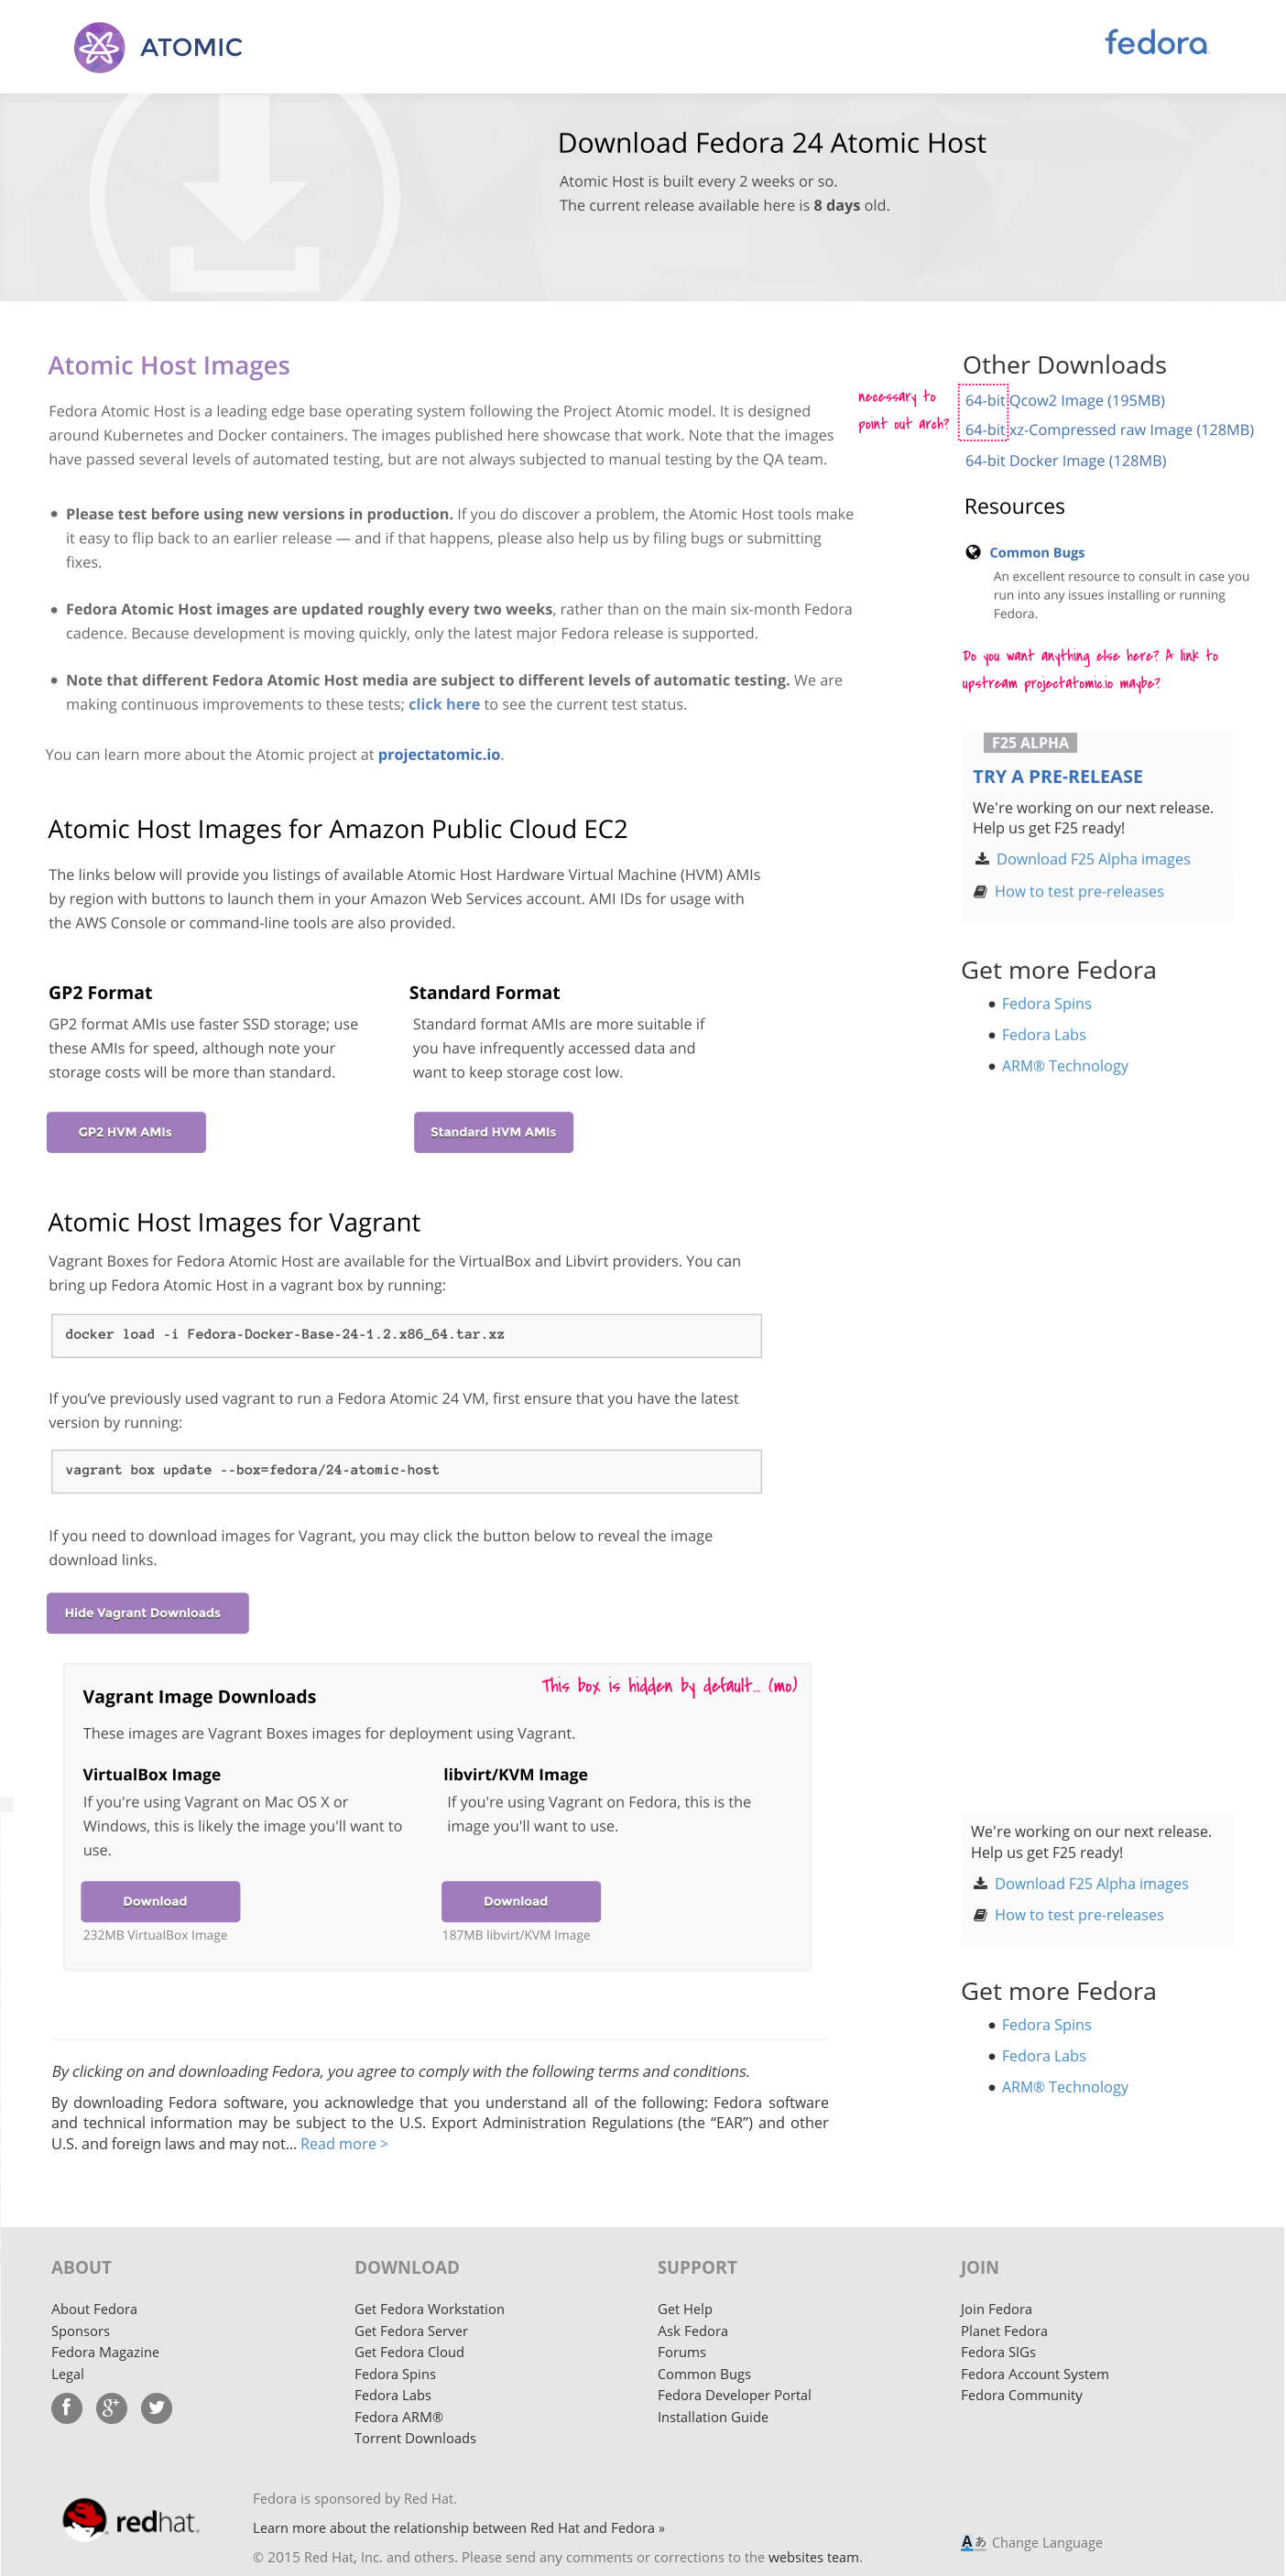 ATOMIC
fedora
Download Fedora 24 Atomic Host
Atomic Host is built every 2 weeks or so.
The current release available here is 8 days old.
Atomic Host Images
Fedora Atomic Host is a leading edge base operating system following the Project Atomic model. It is designed
around Kubernetes and Docker containers. The images published here showcase that work. Note that the images
have passed several levels of automated testing, but are not always subjected to manual testing by the QA team.
• Please test before using new versions in production. If you do discover a problem, the Atomic Host tools make
it easy to flip back to an earlier release — and if that happens, please also help us by filing bugs or submitting
fixes.
• Fedora Atomic Host images are updated roughly every two weeks, rather than on the main six-month Fedora
cadence. Because development is moving quickly, only the latest major Fedora release is supported.
• Note that different Fedora Atomic Host media are subject to different levels of automatic testing. We are
making continuous improvements to these tests; click here to see the current test status.
You can learn more about the Atomic project at projectatomic.io.
Atomic Host Images for Amazon Public Cloud EC2
The links below will provide you listings of available Atomic Host Hardware Virtual Machine (HVM) AMIs
by region with buttons to launch them in your Amazon Web Services account. AMI IDs for usage with
the AWS Console or command-line tools are also provided.
GP2 Format
GP2 format AMIs use faster SSD storage; use
these AMIs for speed, although note your
storage costs will be more than standard.
GP2 HVM AMIs
Standard Format
Standard format AMIs are more suitable if
you have infrequently accessed data and
want to keep storage cost low.
Standard HVM AMIs
Atomic Host Images for Vagrant
Vagrant Boxes for Fedora Atomic Host are available for the VirtualBox and Libvirt providers. You can
bring up Fedora Atomic Host in a vagrant box by running:
docker load -i Fedora-Docker-Base-24-1.2.x86_64.tar.xz
If you’ve previously used vagrant to run a Fedora Atomic 24 VM, first ensure that you have the latest
version by running:
vagrant box update --box=fedora/24-atomic-host
If you need to download images for Vagrant, you may click the button below to reveal the image
download links.
Hide Vagrant Downloads
This box is hidden by default... (mo)
Vagrant Image Downloads
These images are Vagrant Boxes images for deployment using Vagrant.
VirtualBox Image
If you're using Vagrant on Mac OS X or
Windows, this is likely the image you'll want to
use.
Download
232MB VirtualBox Image
libvirt/KVM Image
If you're using Vagrant on Fedora, this is the
image you'll want to use.
Download
187MB libvirt/KVM Image
By clicking on and downloading Fedora, you agree to comply with the following terms and conditions.
By downloading Fedora software, you acknowledge that you understand all of the following: Fedora software
and technical information may be subject to the U.S. Export Administration Regulations (the “EAR”) and other
U.S. and foreign laws and may not... Read more >
Other Downloads
necessary to
point out arch?
64-bit Qcow2 Image (195MB)
64-bit xz-Compressed raw Image (128MB)
64-bit Docker Image (128MB)
Resources
Common Bugs
An excellent resource to consult in case you
run into any issues installing or running
Fedora.
Do you want anything else here? A link to
upstream projectatomic.io maybe?
F25 ALPHA
TRY A PRE-RELEASE
We're working on our next release.
Help us get F25 ready!
Download F25 Alpha images
How to test pre-releases
Get more Fedora
• Fedora Spins
• Fedora Labs
• ARM® Technology
We're working on our next release.
Help us get F25 ready!
Download F25 Alpha images
How to test pre-releases
Get more Fedora
• Fedora Spins
• Fedora Labs
• ARM® Technology
ABOUT
About Fedora
Sponsors
Fedora Magazine
Legal
DOWNLOAD
Get Fedora Workstation
Get Fedora Server
Get Fedora Cloud
Fedora Spins
Fedora Labs
Fedora ARM®
Torrent Downloads
SUPPORT
Get Help
Ask Fedora
Forums
Common Bugs
Fedora Developer Portal
Installation Guide
JOIN
Join Fedora
Planet Fedora
Fedora SIGs
Fedora Account System
Fedora Community
redhat.
Fedora is sponsored by Red Hat.
Learn more about the relationship between Red Hat and Fedora »
© 2015 Red Hat, Inc. and others. Please send any comments or corrections to the websites team.
Change Language